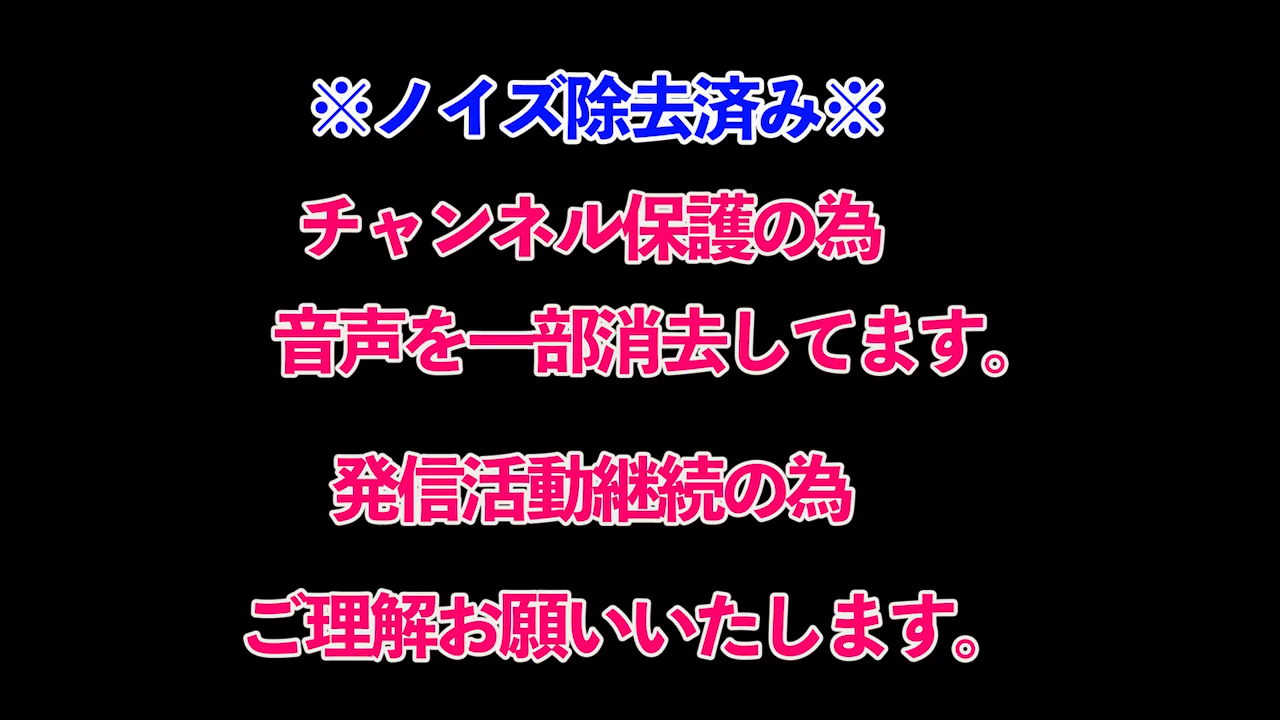 ※ノイズ除去済み※
チャンネル保護の為
音声を一部消去してます。
発信活動継続の為
ご理解お願いいたします。